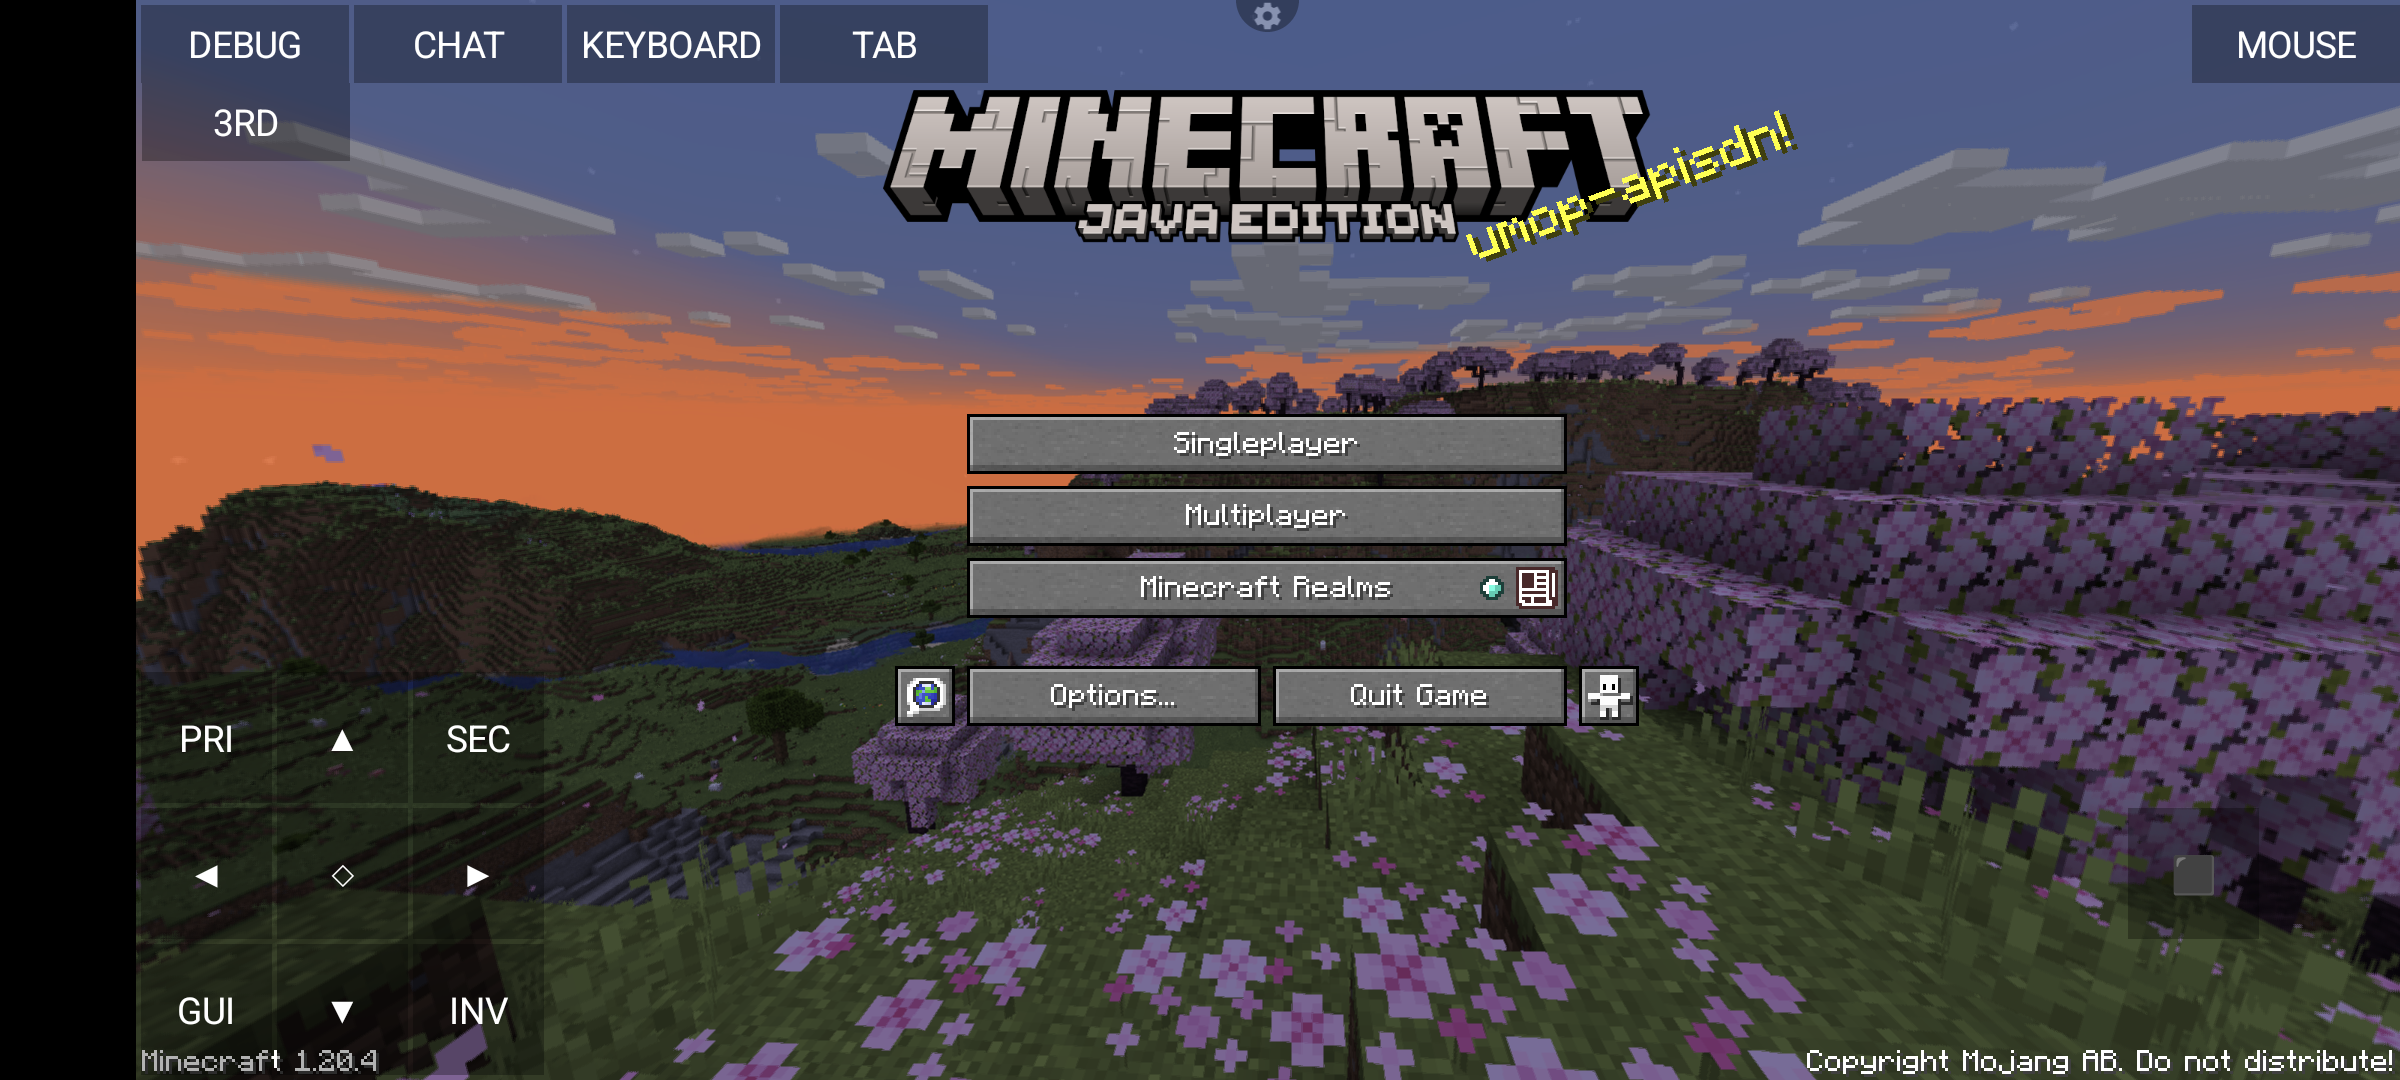 DEBUG CHAT KEYBOARD TAB MOUSE
3RD
MINECRAFT
JAVA EDITION
umop-apisdn!
Singleplayer
Multiplayer
Minecraft Realms
Options... Quit Game
PRI ▲ SEC
◀ ◇ ▶
GUI ▼ INV
Minecraft 1.20.4 Copyright Mojang AB. Do not distribute!